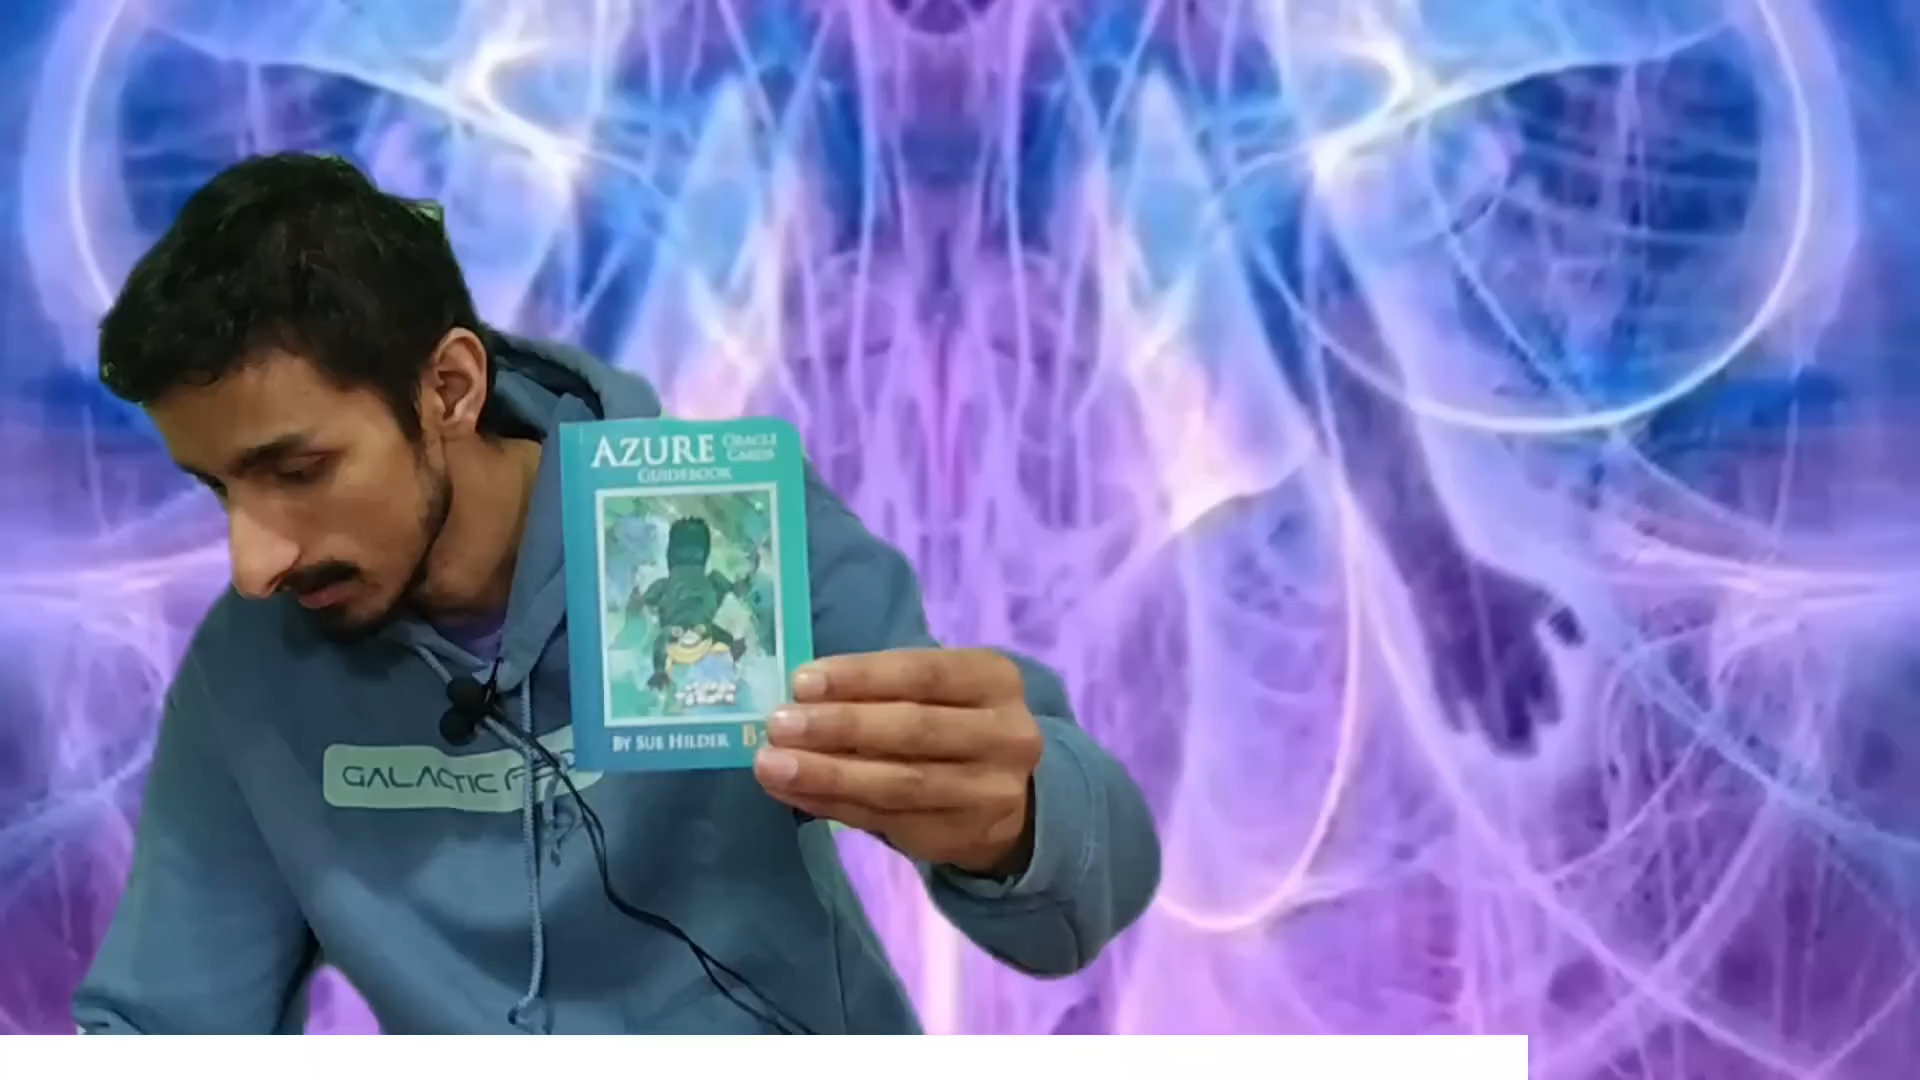 AZURE ORACLE
CARDS
GUIDEBOOK
BY SUE HILDER
GALACTIC